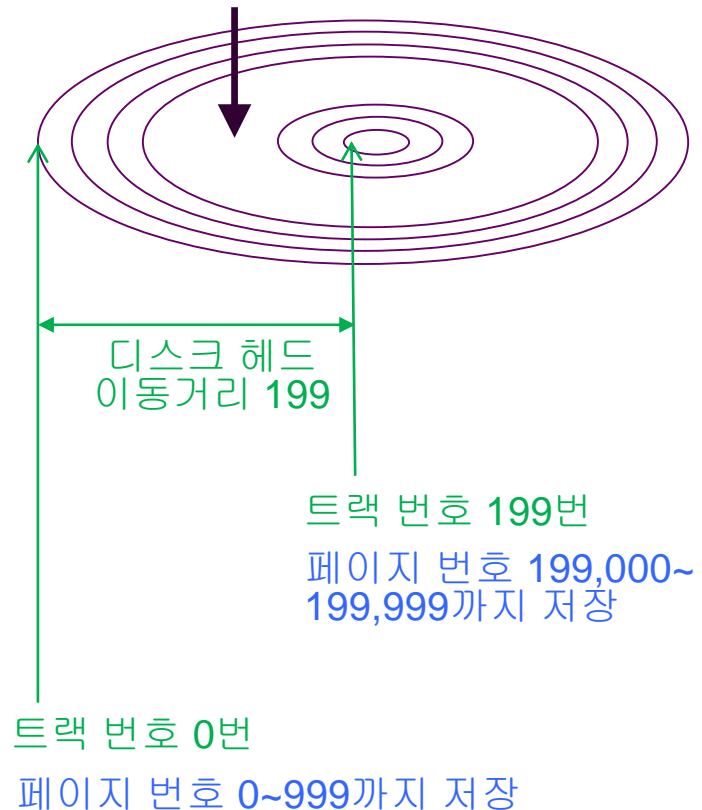 디스크 헤드
이동거리 199
트랙 번호 199번
페이지 번호 199,000~
199,999까지 저장
트랙 번호 0번
페이지 번호 0~999까지 저장